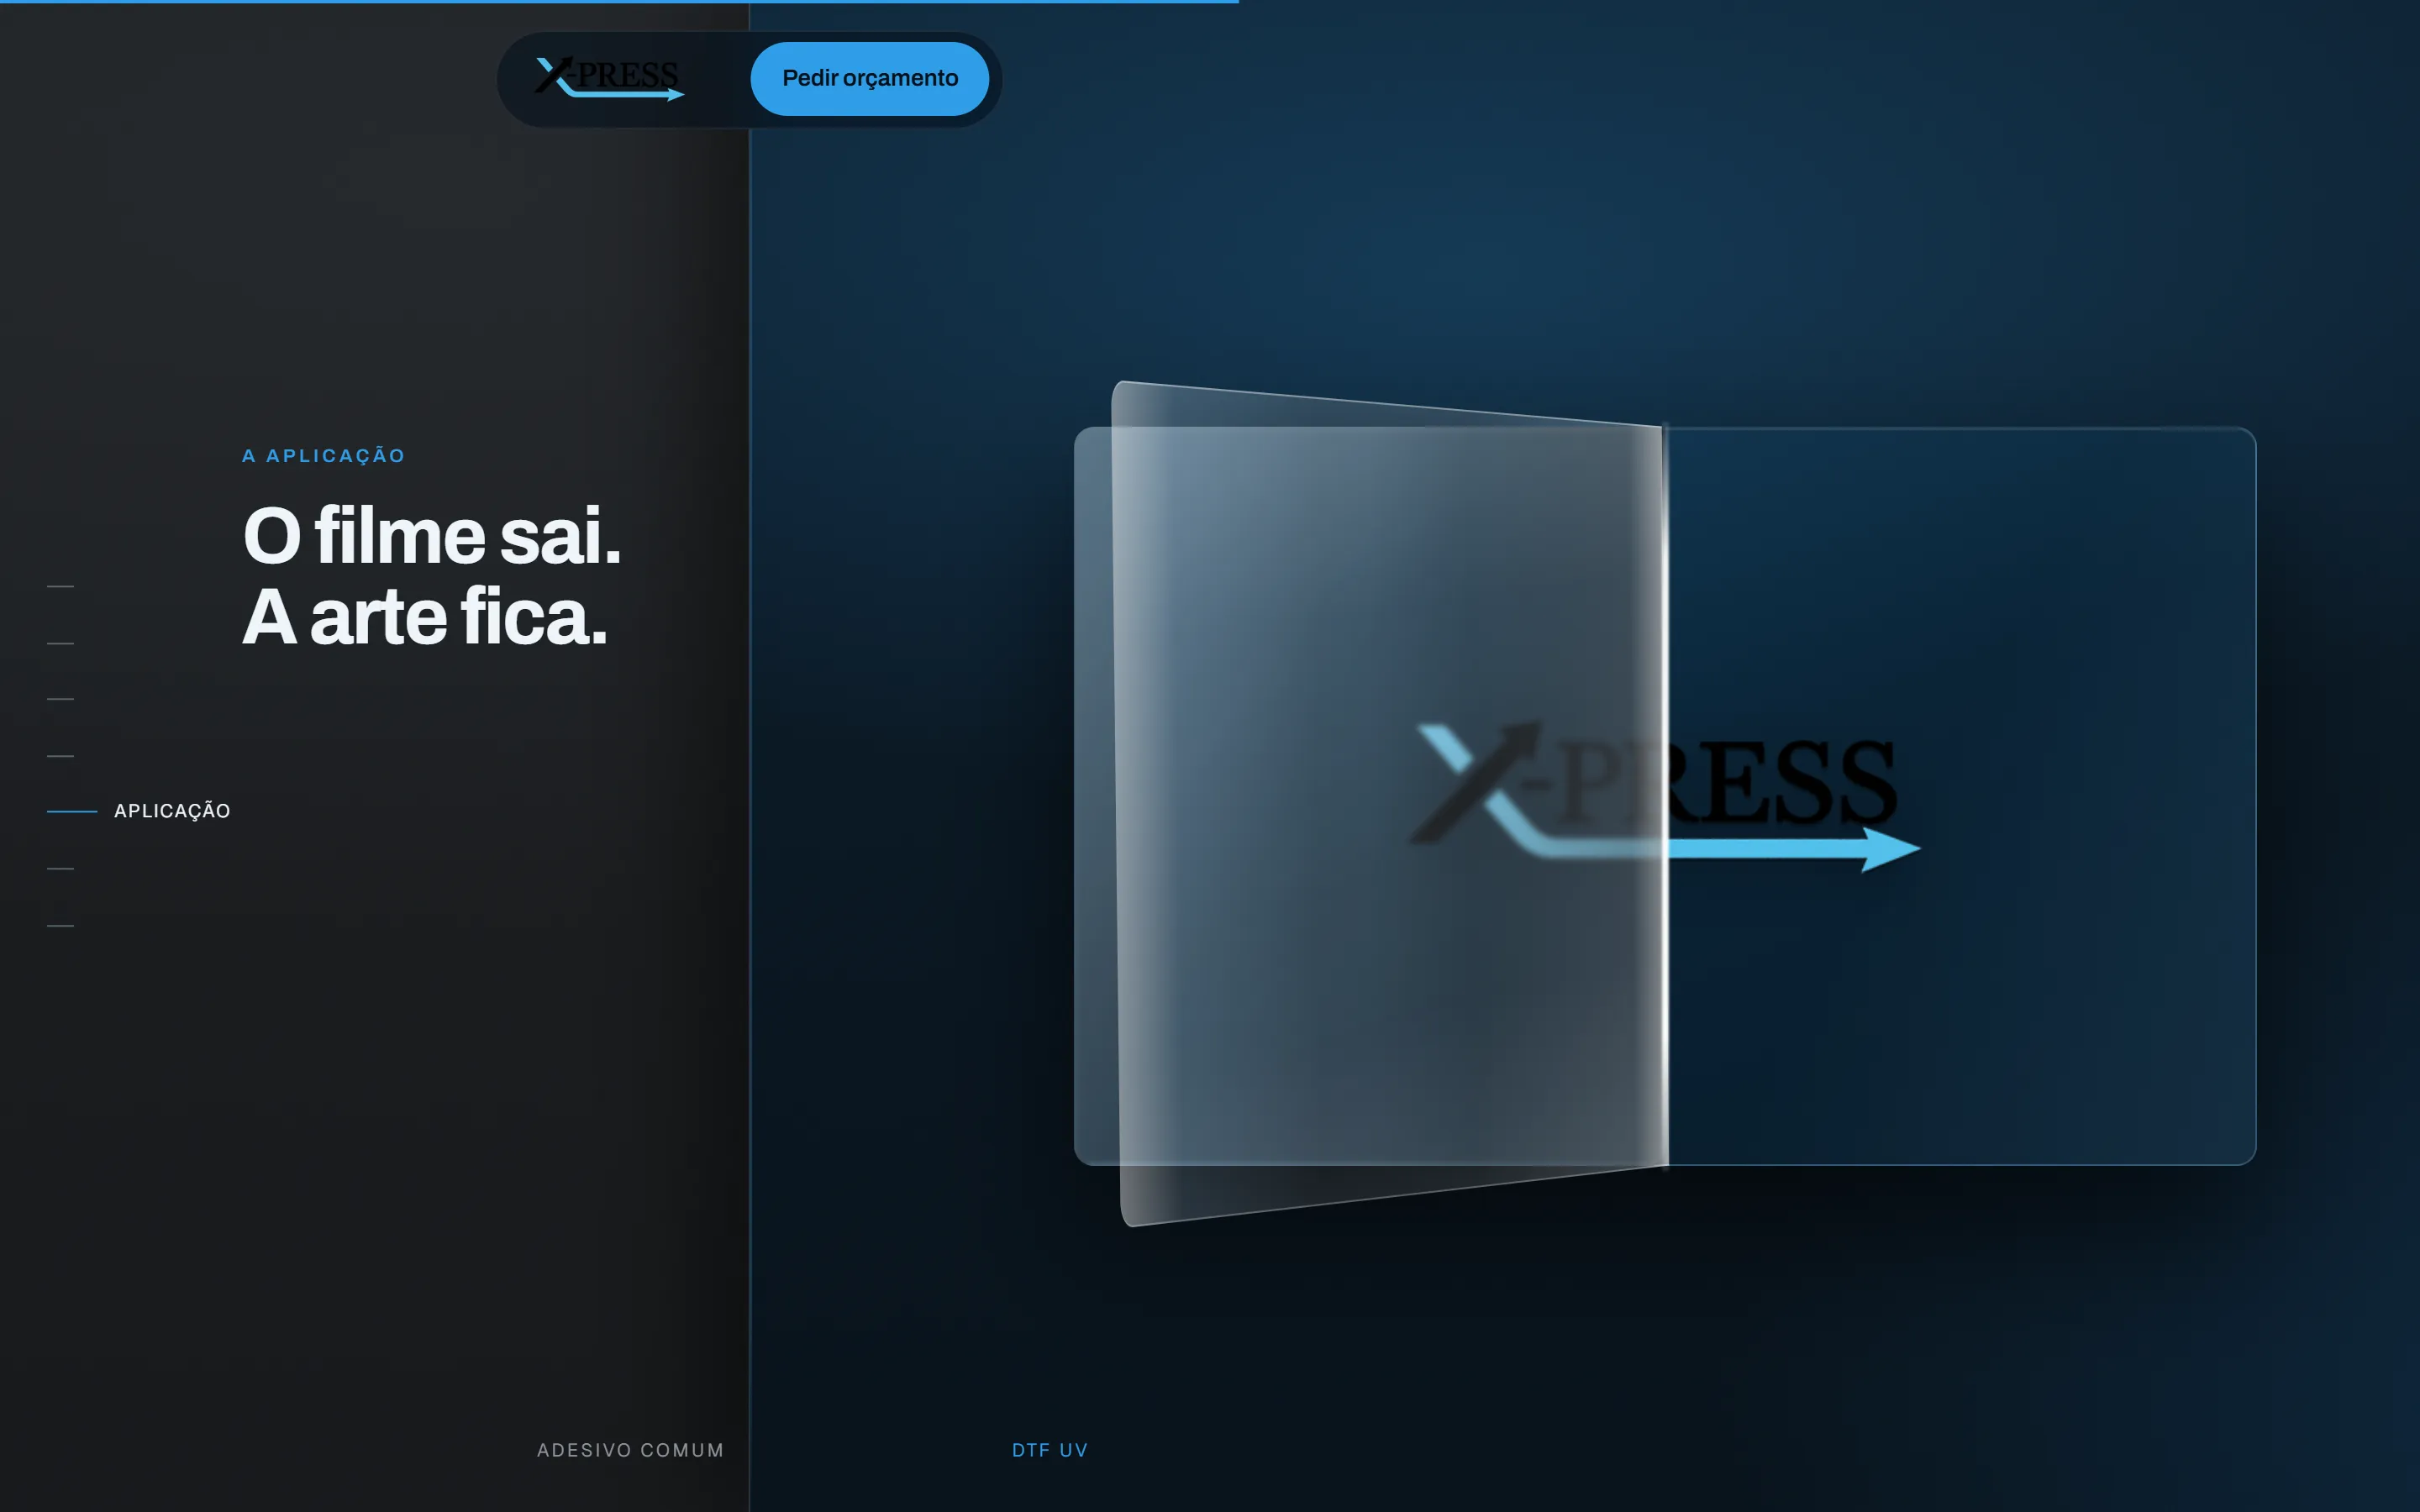 X-PRESS
Pedir orçamento
A APLICAÇÃO
O filme sai.
A arte fica.
APLICAÇÃO
X-PRESS
ADESIVO COMUM
DTF UV